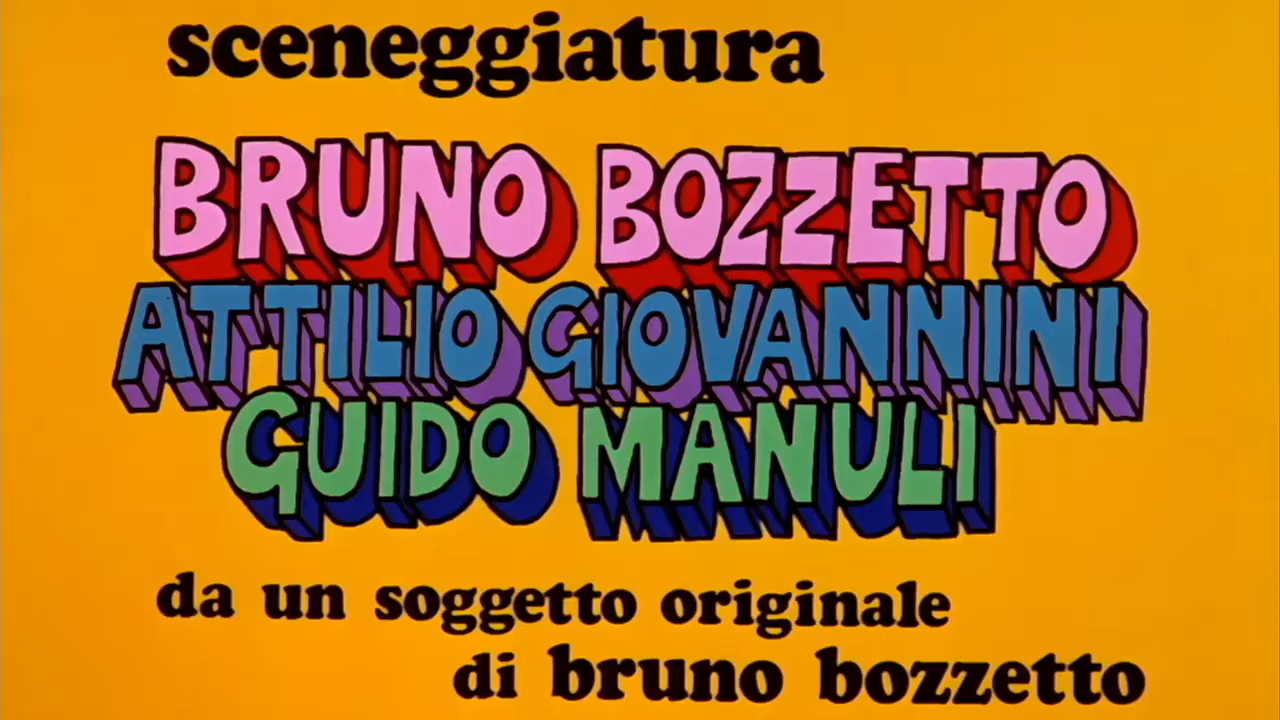 sceneggiatura
BRUNO BOZZETTO
ATTILIO GIOVANNINI
GUIDO MANULI
da un soggetto originale
di bruno bozzetto